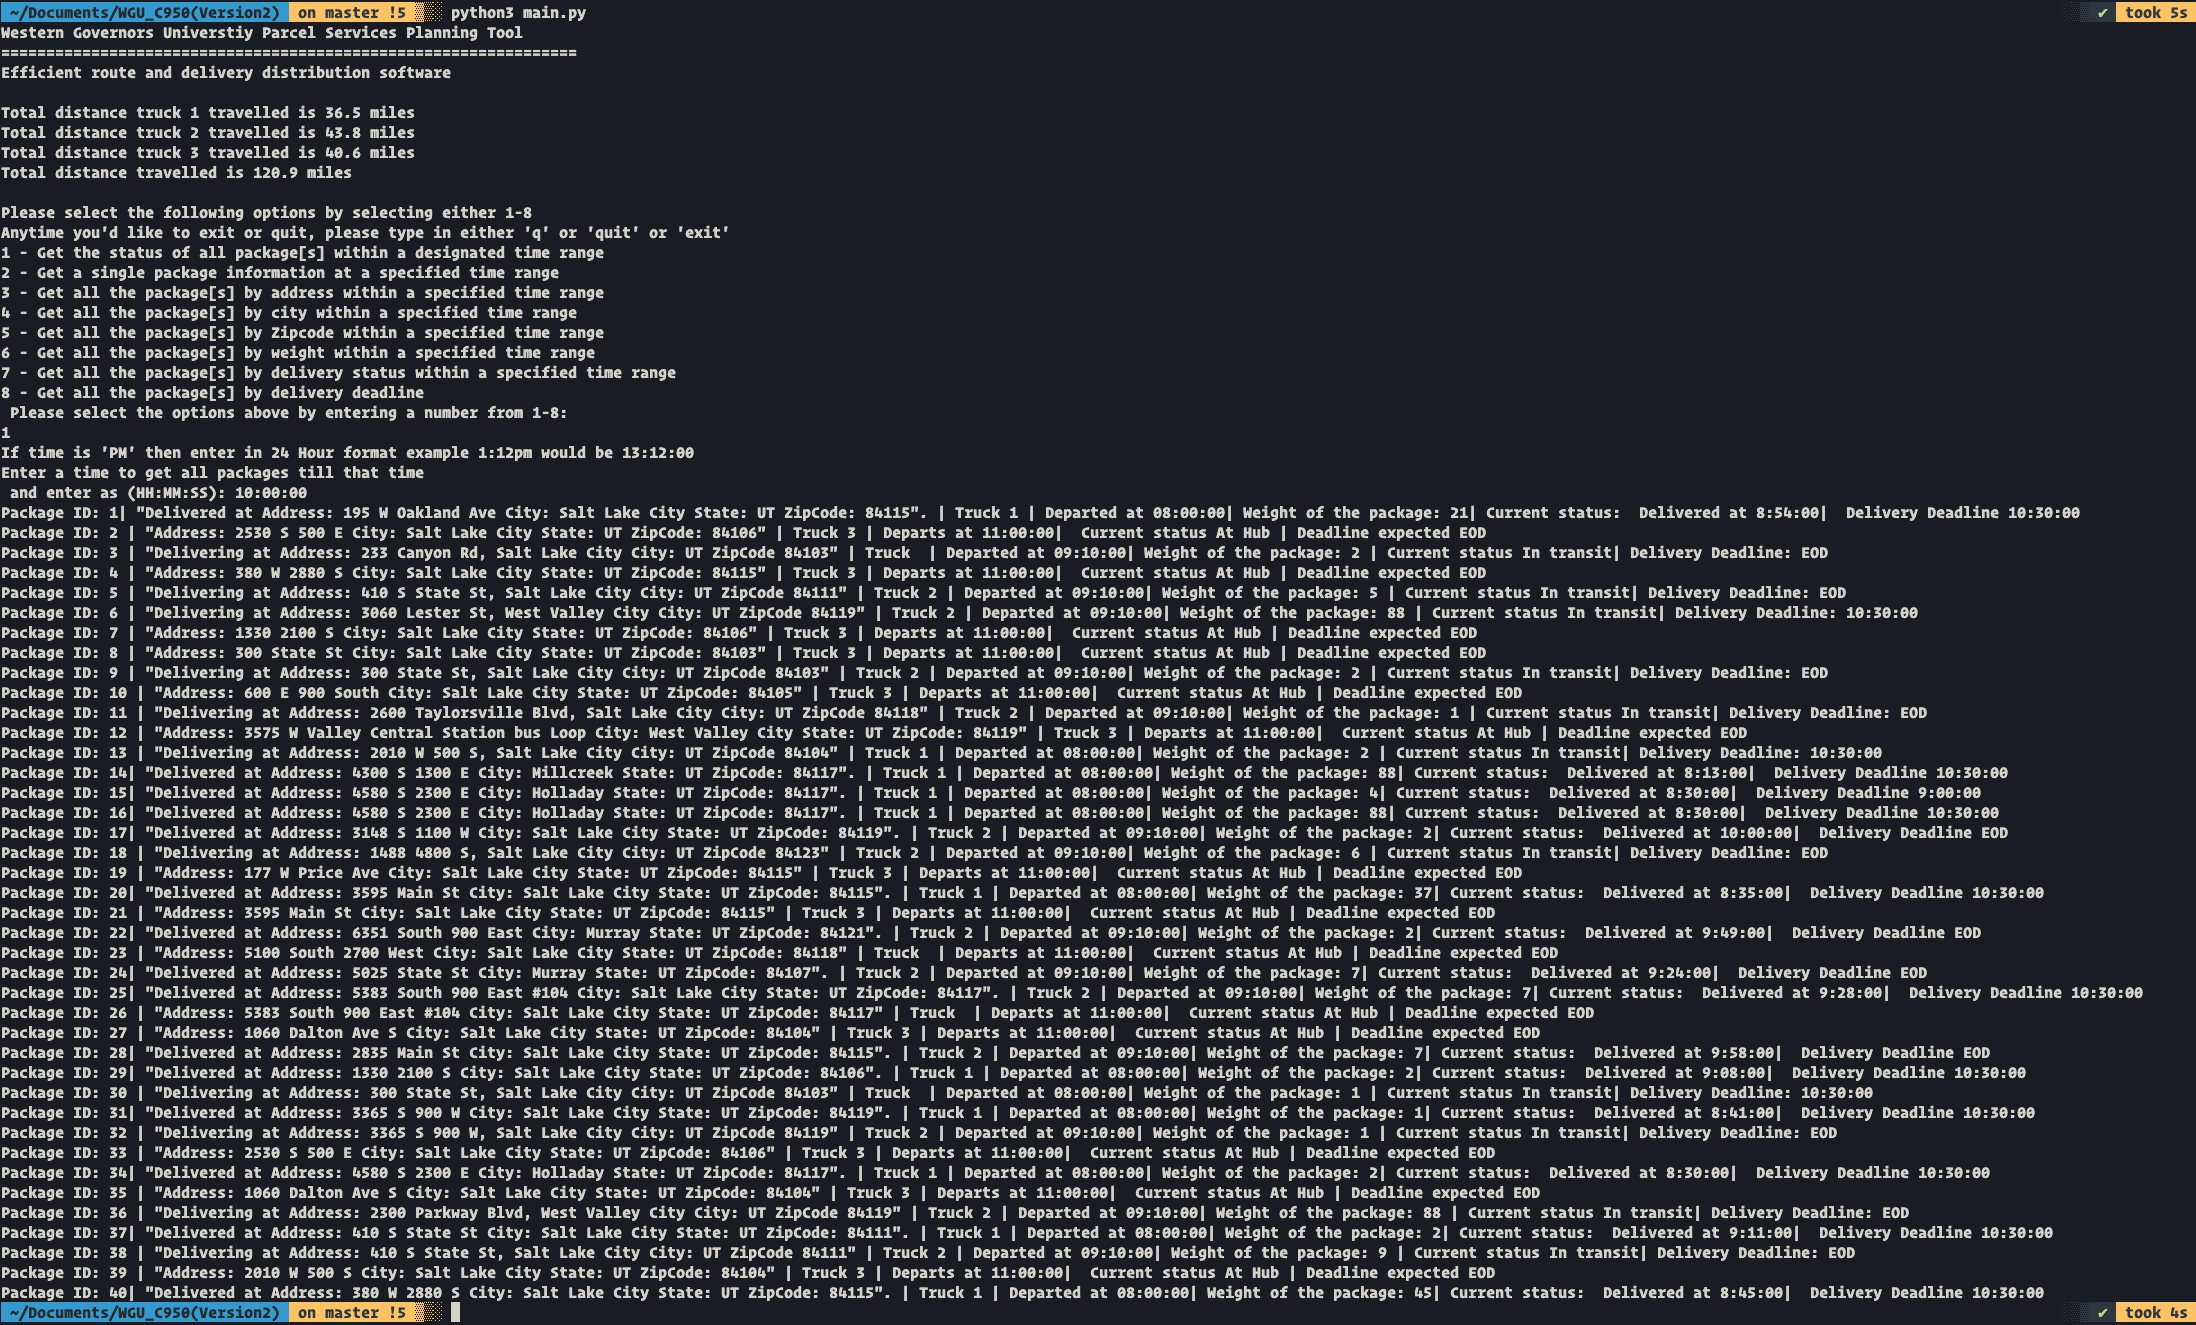 ~/Documents/WGU_C950(Version2) on master !5 python3 main.py ✔ took 5s
Western Governors Universtiy Parcel Services Planning Tool
================================================================
Efficient route and delivery distribution software
Total distance truck 1 travelled is 36.5 miles
Total distance truck 2 travelled is 43.8 miles
Total distance truck 3 travelled is 40.6 miles
Total distance travelled is 120.9 miles
Please select the following options by selecting either 1-8
Anytime you'd like to exit or quit, please type in either 'q' or 'quit' or 'exit'
1 - Get the status of all package[s] within a designated time range
2 - Get a single package information at a specified time range
3 - Get all the package[s] by address within a specified time range
4 - Get all the package[s] by city within a specified time range
5 - Get all the package[s] by Zipcode within a specified time range
6 - Get all the package[s] by weight within a specified time range
7 - Get all the package[s] by delivery status within a specified time range
8 - Get all the package[s] by delivery deadline
Please select the options above by entering a number from 1-8:
1
If time is 'PM' then enter in 24 Hour format example 1:12pm would be 13:12:00
Enter a time to get all packages till that time
and enter as (HH:MM:SS): 10:00:00
Package ID: 1| "Delivered at Address: 195 W Oakland Ave City: Salt Lake City State: UT ZipCode: 84115". | Truck 1 | Departed at 08:00:00| Weight of the package: 21| Current status:  Delivered at 8:54:00|  Delivery Deadline 10:30:00
Package ID: 2 | "Address: 2530 S 500 E City: Salt Lake City State: UT ZipCode: 84106" | Truck 3 | Departs at 11:00:00|  Current status At Hub | Deadline expected EOD
Package ID: 3 | "Delivering at Address: 233 Canyon Rd, Salt Lake City City: UT ZipCode 84103" | Truck  | Departed at 09:10:00| Weight of the package: 2 | Current status In transit| Delivery Deadline: EOD
Package ID: 4 | "Address: 380 W 2880 S City: Salt Lake City State: UT ZipCode: 84115" | Truck 3 | Departs at 11:00:00|  Current status At Hub | Deadline expected EOD
Package ID: 5 | "Delivering at Address: 410 S State St, Salt Lake City City: UT ZipCode 84111" | Truck 2 | Departed at 09:10:00| Weight of the package: 5 | Current status In transit| Delivery Deadline: EOD
Package ID: 6 | "Delivering at Address: 3060 Lester St, West Valley City City: UT ZipCode 84119" | Truck 2 | Departed at 09:10:00| Weight of the package: 88 | Current status In transit| Delivery Deadline: 10:30:00
Package ID: 7 | "Address: 1330 2100 S City: Salt Lake City State: UT ZipCode: 84106" | Truck 3 | Departs at 11:00:00|  Current status At Hub | Deadline expected EOD
Package ID: 8 | "Address: 300 State St City: Salt Lake City State: UT ZipCode: 84103" | Truck 3 | Departs at 11:00:00|  Current status At Hub | Deadline expected EOD
Package ID: 9 | "Delivering at Address: 300 State St, Salt Lake City City: UT ZipCode 84103" | Truck 2 | Departed at 09:10:00| Weight of the package: 2 | Current status In transit| Delivery Deadline: EOD
Package ID: 10 | "Address: 600 E 900 South City: Salt Lake City State: UT ZipCode: 84105" | Truck 3 | Departs at 11:00:00|  Current status At Hub | Deadline expected EOD
Package ID: 11 | "Delivering at Address: 2600 Taylorsville Blvd, Salt Lake City City: UT ZipCode 84118" | Truck 2 | Departed at 09:10:00| Weight of the package: 1 | Current status In transit| Delivery Deadline: EOD
Package ID: 12 | "Address: 3575 W Valley Central Station bus Loop City: West Valley City State: UT ZipCode: 84119" | Truck 3 | Departs at 11:00:00|  Current status At Hub | Deadline expected EOD
Package ID: 13 | "Delivering at Address: 2010 W 500 S, Salt Lake City City: UT ZipCode 84104" | Truck 1 | Departed at 08:00:00| Weight of the package: 2 | Current status In transit| Delivery Deadline: 10:30:00
Package ID: 14| "Delivered at Address: 4300 S 1300 E City: Millcreek State: UT ZipCode: 84117". | Truck 1 | Departed at 08:00:00| Weight of the package: 88| Current status:  Delivered at 8:13:00|  Delivery Deadline 10:30:00
Package ID: 15| "Delivered at Address: 4580 S 2300 E City: Holladay State: UT ZipCode: 84117". | Truck 1 | Departed at 08:00:00| Weight of the package: 4| Current status:  Delivered at 8:30:00|  Delivery Deadline 9:00:00
Package ID: 16| "Delivered at Address: 4580 S 2300 E City: Holladay State: UT ZipCode: 84117". | Truck 1 | Departed at 08:00:00| Weight of the package: 88| Current status:  Delivered at 8:30:00|  Delivery Deadline 10:30:00
Package ID: 17| "Delivered at Address: 3148 S 1100 W City: Salt Lake City State: UT ZipCode: 84119". | Truck 2 | Departed at 09:10:00| Weight of the package: 2| Current status:  Delivered at 10:00:00|  Delivery Deadline EOD
Package ID: 18 | "Delivering at Address: 1488 4800 S, Salt Lake City City: UT ZipCode 84123" | Truck 2 | Departed at 09:10:00| Weight of the package: 6 | Current status In transit| Delivery Deadline: EOD
Package ID: 19 | "Address: 177 W Price Ave City: Salt Lake City State: UT ZipCode: 84115" | Truck 3 | Departs at 11:00:00|  Current status At Hub | Deadline expected EOD
Package ID: 20| "Delivered at Address: 3595 Main St City: Salt Lake City State: UT ZipCode: 84115". | Truck 1 | Departed at 08:00:00| Weight of the package: 37| Current status:  Delivered at 8:35:00|  Delivery Deadline 10:30:00
Package ID: 21 | "Address: 3595 Main St City: Salt Lake City State: UT ZipCode: 84115" | Truck 3 | Departs at 11:00:00|  Current status At Hub | Deadline expected EOD
Package ID: 22| "Delivered at Address: 6351 South 900 East City: Murray State: UT ZipCode: 84121". | Truck 2 | Departed at 09:10:00| Weight of the package: 2| Current status:  Delivered at 9:49:00|  Delivery Deadline EOD
Package ID: 23 | "Address: 5100 South 2700 West City: Salt Lake City State: UT ZipCode: 84118" | Truck  | Departs at 11:00:00|  Current status At Hub | Deadline expected EOD
Package ID: 24| "Delivered at Address: 5025 State St City: Murray State: UT ZipCode: 84107". | Truck 2 | Departed at 09:10:00| Weight of the package: 7| Current status:  Delivered at 9:24:00|  Delivery Deadline EOD
Package ID: 25| "Delivered at Address: 5383 South 900 East #104 City: Salt Lake City State: UT ZipCode: 84117". | Truck 2 | Departed at 09:10:00| Weight of the package: 7| Current status:  Delivered at 9:28:00|  Delivery Deadline 10:30:00
Package ID: 26 | "Address: 5383 South 900 East #104 City: Salt Lake City State: UT ZipCode: 84117" | Truck  | Departs at 11:00:00|  Current status At Hub | Deadline expected EOD
Package ID: 27 | "Address: 1060 Dalton Ave S City: Salt Lake City State: UT ZipCode: 84104" | Truck 3 | Departs at 11:00:00|  Current status At Hub | Deadline expected EOD
Package ID: 28| "Delivered at Address: 2835 Main St City: Salt Lake City State: UT ZipCode: 84115". | Truck 2 | Departed at 09:10:00| Weight of the package: 7| Current status:  Delivered at 9:58:00|  Delivery Deadline EOD
Package ID: 29| "Delivered at Address: 1330 2100 S City: Salt Lake City State: UT ZipCode: 84106". | Truck 1 | Departed at 08:00:00| Weight of the package: 2| Current status:  Delivered at 9:08:00|  Delivery Deadline 10:30:00
Package ID: 30 | "Delivering at Address: 300 State St, Salt Lake City City: UT ZipCode 84103" | Truck  | Departed at 08:00:00| Weight of the package: 1 | Current status In transit| Delivery Deadline: 10:30:00
Package ID: 31| "Delivered at Address: 3365 S 900 W City: Salt Lake City State: UT ZipCode: 84119". | Truck 1 | Departed at 08:00:00| Weight of the package: 1| Current status:  Delivered at 8:41:00|  Delivery Deadline 10:30:00
Package ID: 32 | "Delivering at Address: 3365 S 900 W, Salt Lake City City: UT ZipCode 84119" | Truck 2 | Departed at 09:10:00| Weight of the package: 1 | Current status In transit| Delivery Deadline: EOD
Package ID: 33 | "Address: 2530 S 500 E City: Salt Lake City State: UT ZipCode: 84106" | Truck 3 | Departs at 11:00:00|  Current status At Hub | Deadline expected EOD
Package ID: 34| "Delivered at Address: 4580 S 2300 E City: Holladay State: UT ZipCode: 84117". | Truck 1 | Departed at 08:00:00| Weight of the package: 2| Current status:  Delivered at 8:30:00|  Delivery Deadline 10:30:00
Package ID: 35 | "Address: 1060 Dalton Ave S City: Salt Lake City State: UT ZipCode: 84104" | Truck 3 | Departs at 11:00:00|  Current status At Hub | Deadline expected EOD
Package ID: 36 | "Delivering at Address: 2300 Parkway Blvd, West Valley City City: UT ZipCode 84119" | Truck 2 | Departed at 09:10:00| Weight of the package: 88 | Current status In transit| Delivery Deadline: EOD
Package ID: 37| "Delivered at Address: 410 S State St City: Salt Lake City State: UT ZipCode: 84111". | Truck 1 | Departed at 08:00:00| Weight of the package: 2| Current status:  Delivered at 9:11:00|  Delivery Deadline 10:30:00
Package ID: 38 | "Delivering at Address: 410 S State St, Salt Lake City City: UT ZipCode 84111" | Truck 2 | Departed at 09:10:00| Weight of the package: 9 | Current status In transit| Delivery Deadline: EOD
Package ID: 39 | "Address: 2010 W 500 S City: Salt Lake City State: UT ZipCode: 84104" | Truck 3 | Departs at 11:00:00|  Current status At Hub | Deadline expected EOD
Package ID: 40| "Delivered at Address: 380 W 2880 S City: Salt Lake City State: UT ZipCode: 84115". | Truck 1 | Departed at 08:00:00| Weight of the package: 45| Current status:  Delivered at 8:45:00|  Delivery Deadline 10:30:00
~/Documents/WGU_C950(Version2) on master !5 ✔ took 4s